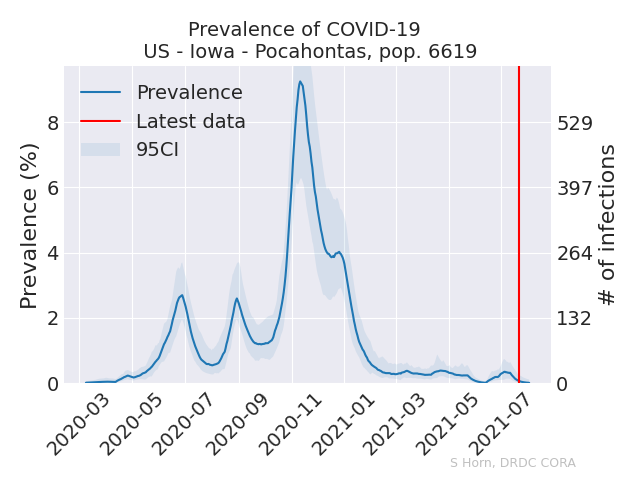 Prevalence of COVID-19
US - Iowa - Pocahontas, pop. 6619
Prevalence
Latest data
95CI
Prevalence (%)
8
6
4
2
0
529
397
264
132
0
# of infections
2020-03
2020-05
2020-07
2020-09
2020-11
2021-01
2021-03
2021-05
2021-07
S Horn, DRDC CORA